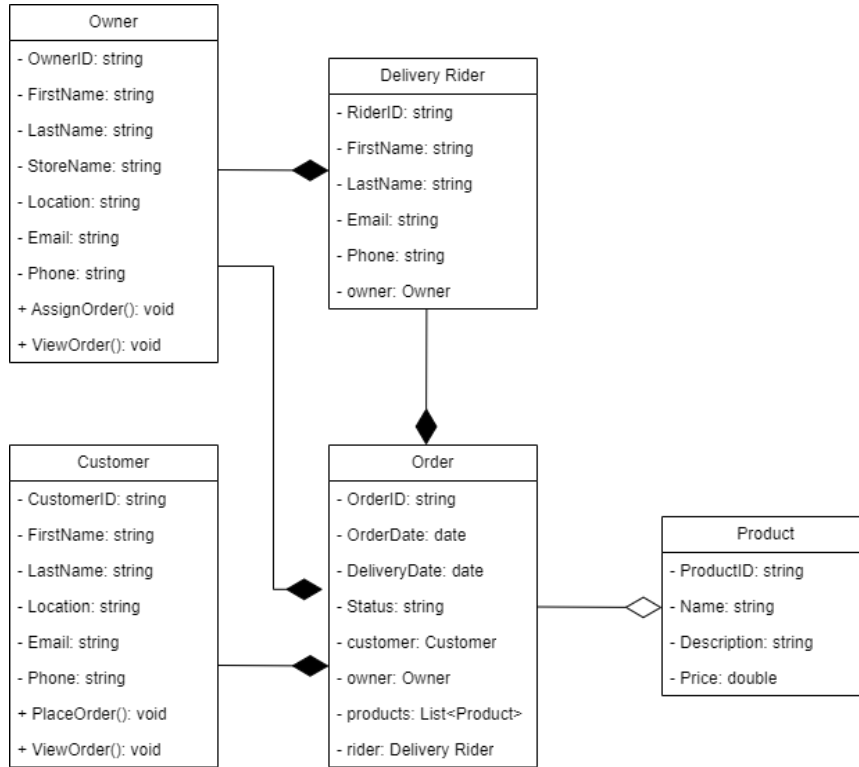 Owner
- OwnerID: string
- FirstName: string
- LastName: string
- StoreName: string
- Location: string
- Email: string
- Phone: string
+ AssignOrder(): void
+ ViewOrder(): void
Delivery Rider
- RiderID: string
- FirstName: string
- LastName: string
- Email: string
- Phone: string
- owner: Owner
Customer
- CustomerID: string
- FirstName: string
- LastName: string
- Location: string
- Email: string
- Phone: string
+ PlaceOrder(): void
+ ViewOrder(): void
Order
- OrderID: string
- OrderDate: date
- DeliveryDate: date
- Status: string
- customer: Customer
- owner: Owner
- products: List<Product>
- rider: Delivery Rider
Product
- ProductID: string
- Name: string
- Description: string
- Price: double